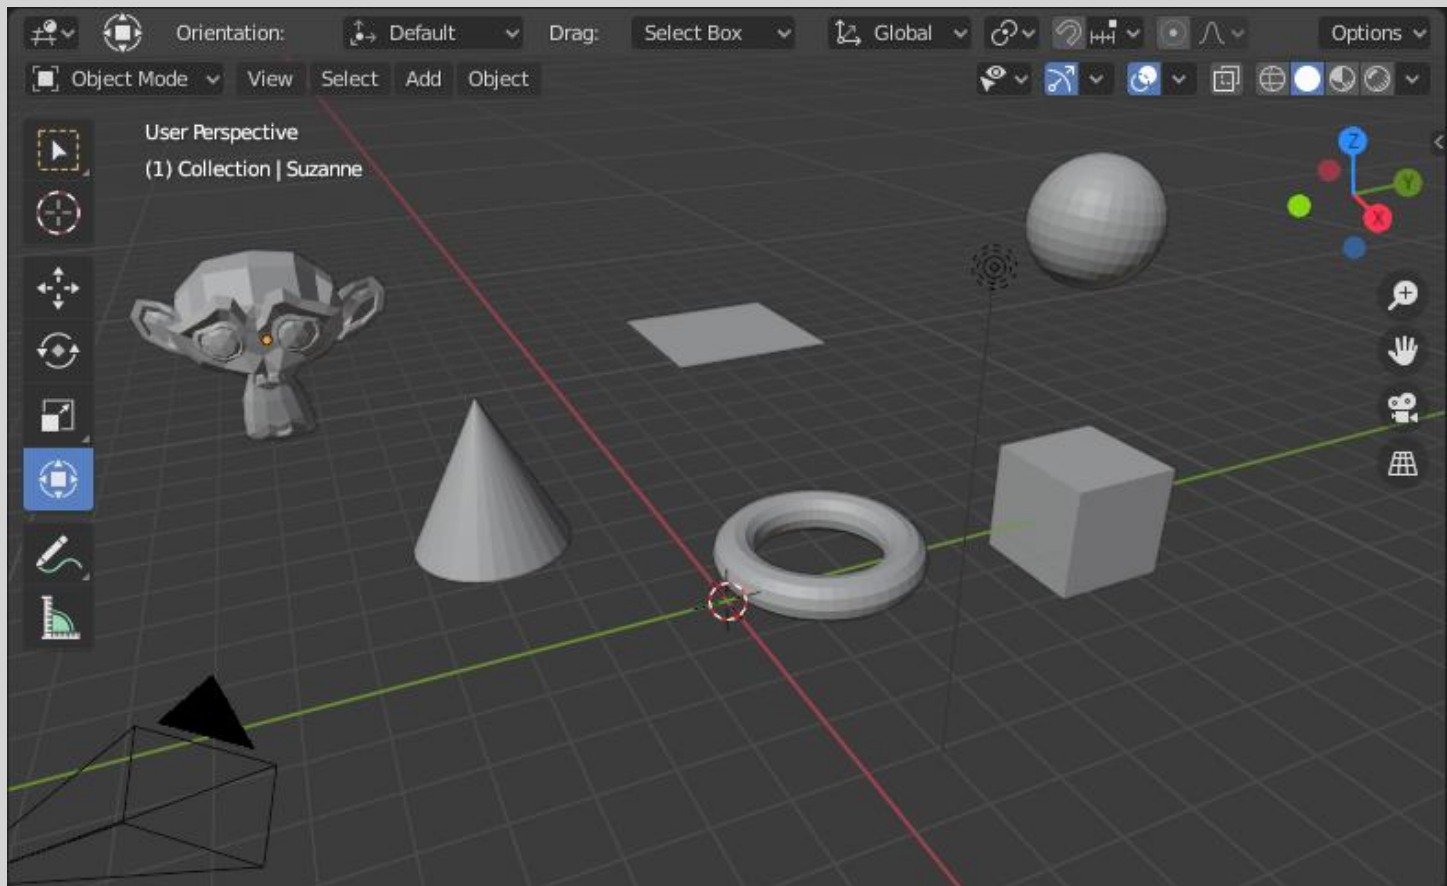 Orientation: Default Drag: Select Box Global Options
Object Mode View Select Add Object
User Perspective
(1) Collection | Suzanne
Z
Y
X